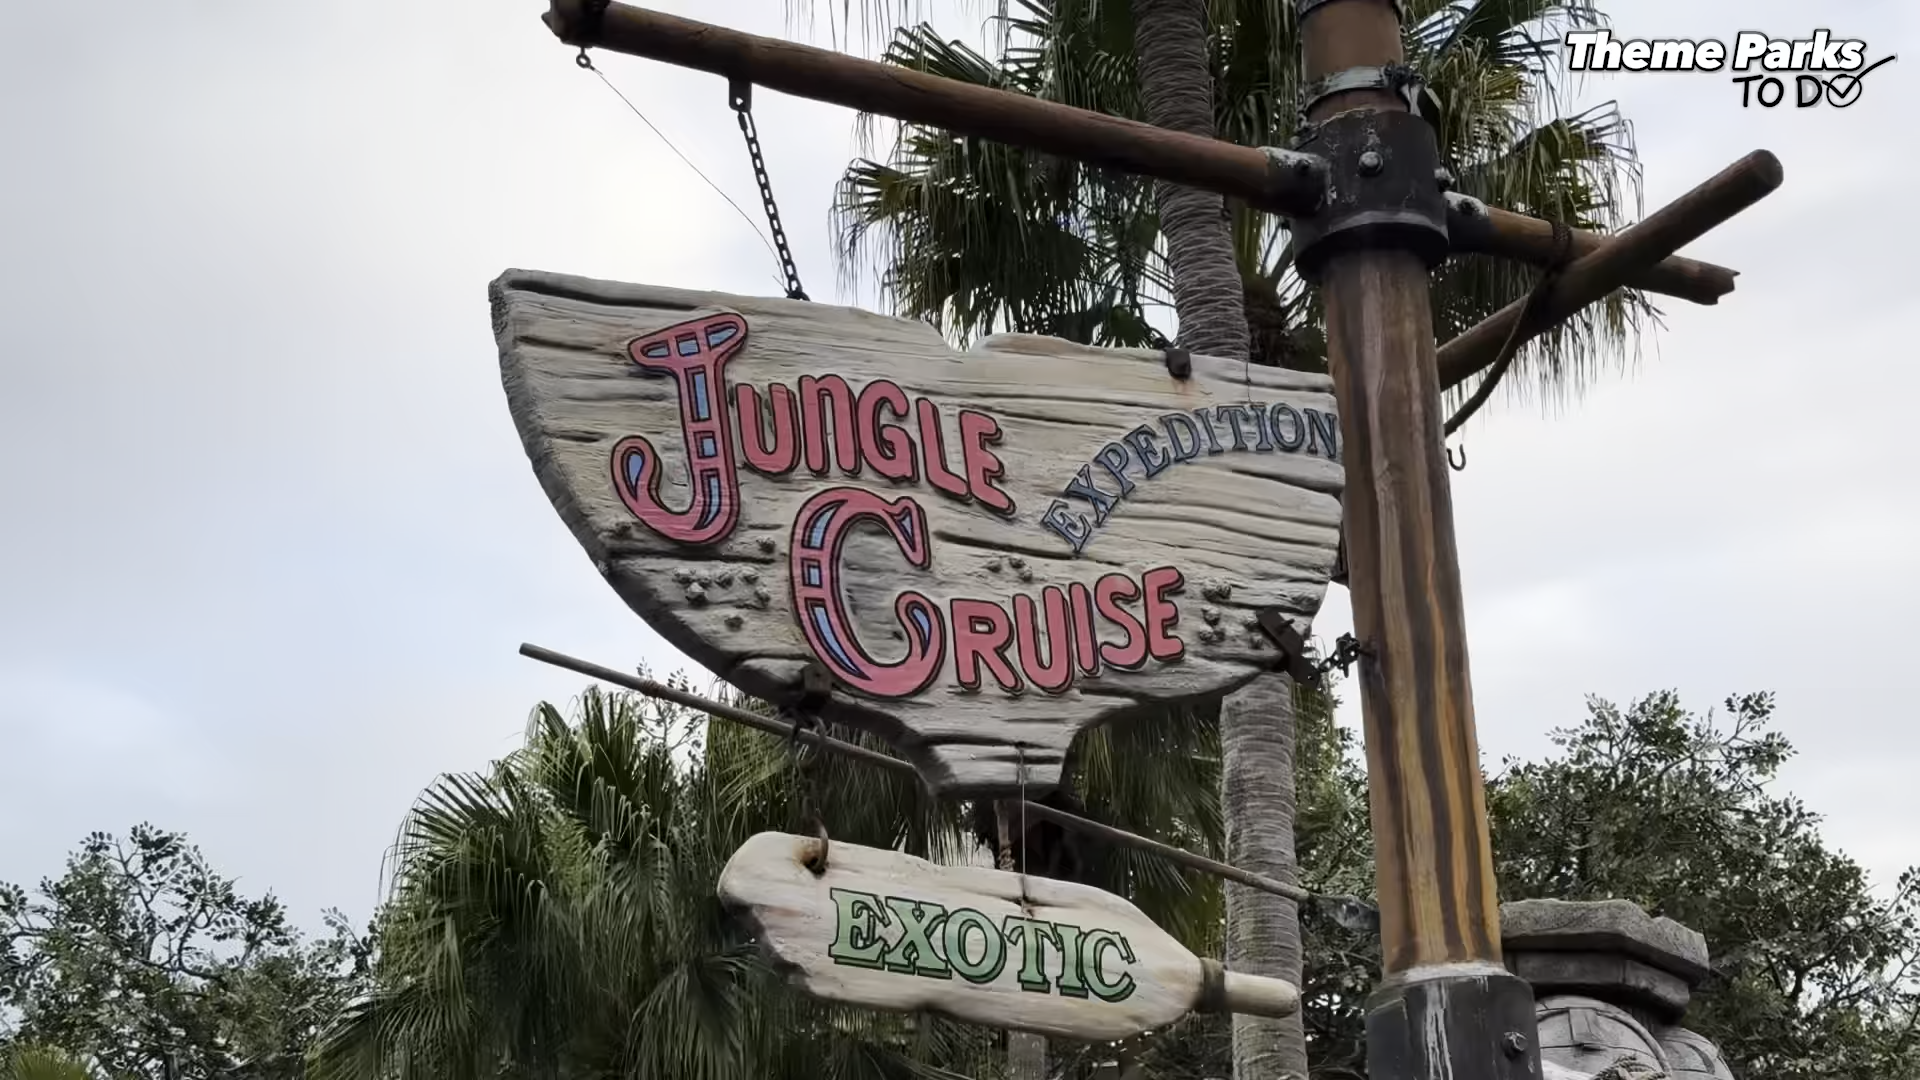 Theme Parks
TO DO
JUNGLE
EXPEDITION
CRUISE
EXOTIC